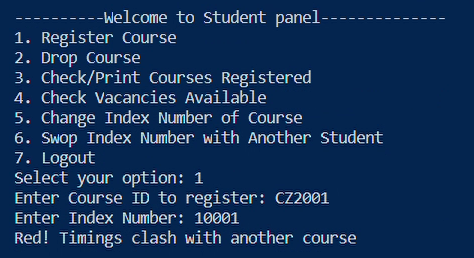 ----------Welcome to Student panel--------------
1. Register Course
2. Drop Course
3. Check/Print Courses Registered
4. Check Vacancies Available
5. Change Index Number of Course
6. Swop Index Number with Another Student
7. Logout
Select your option: 1
Enter Course ID to register: CZ2001
Enter Index Number: 10001
Red! Timings clash with another course